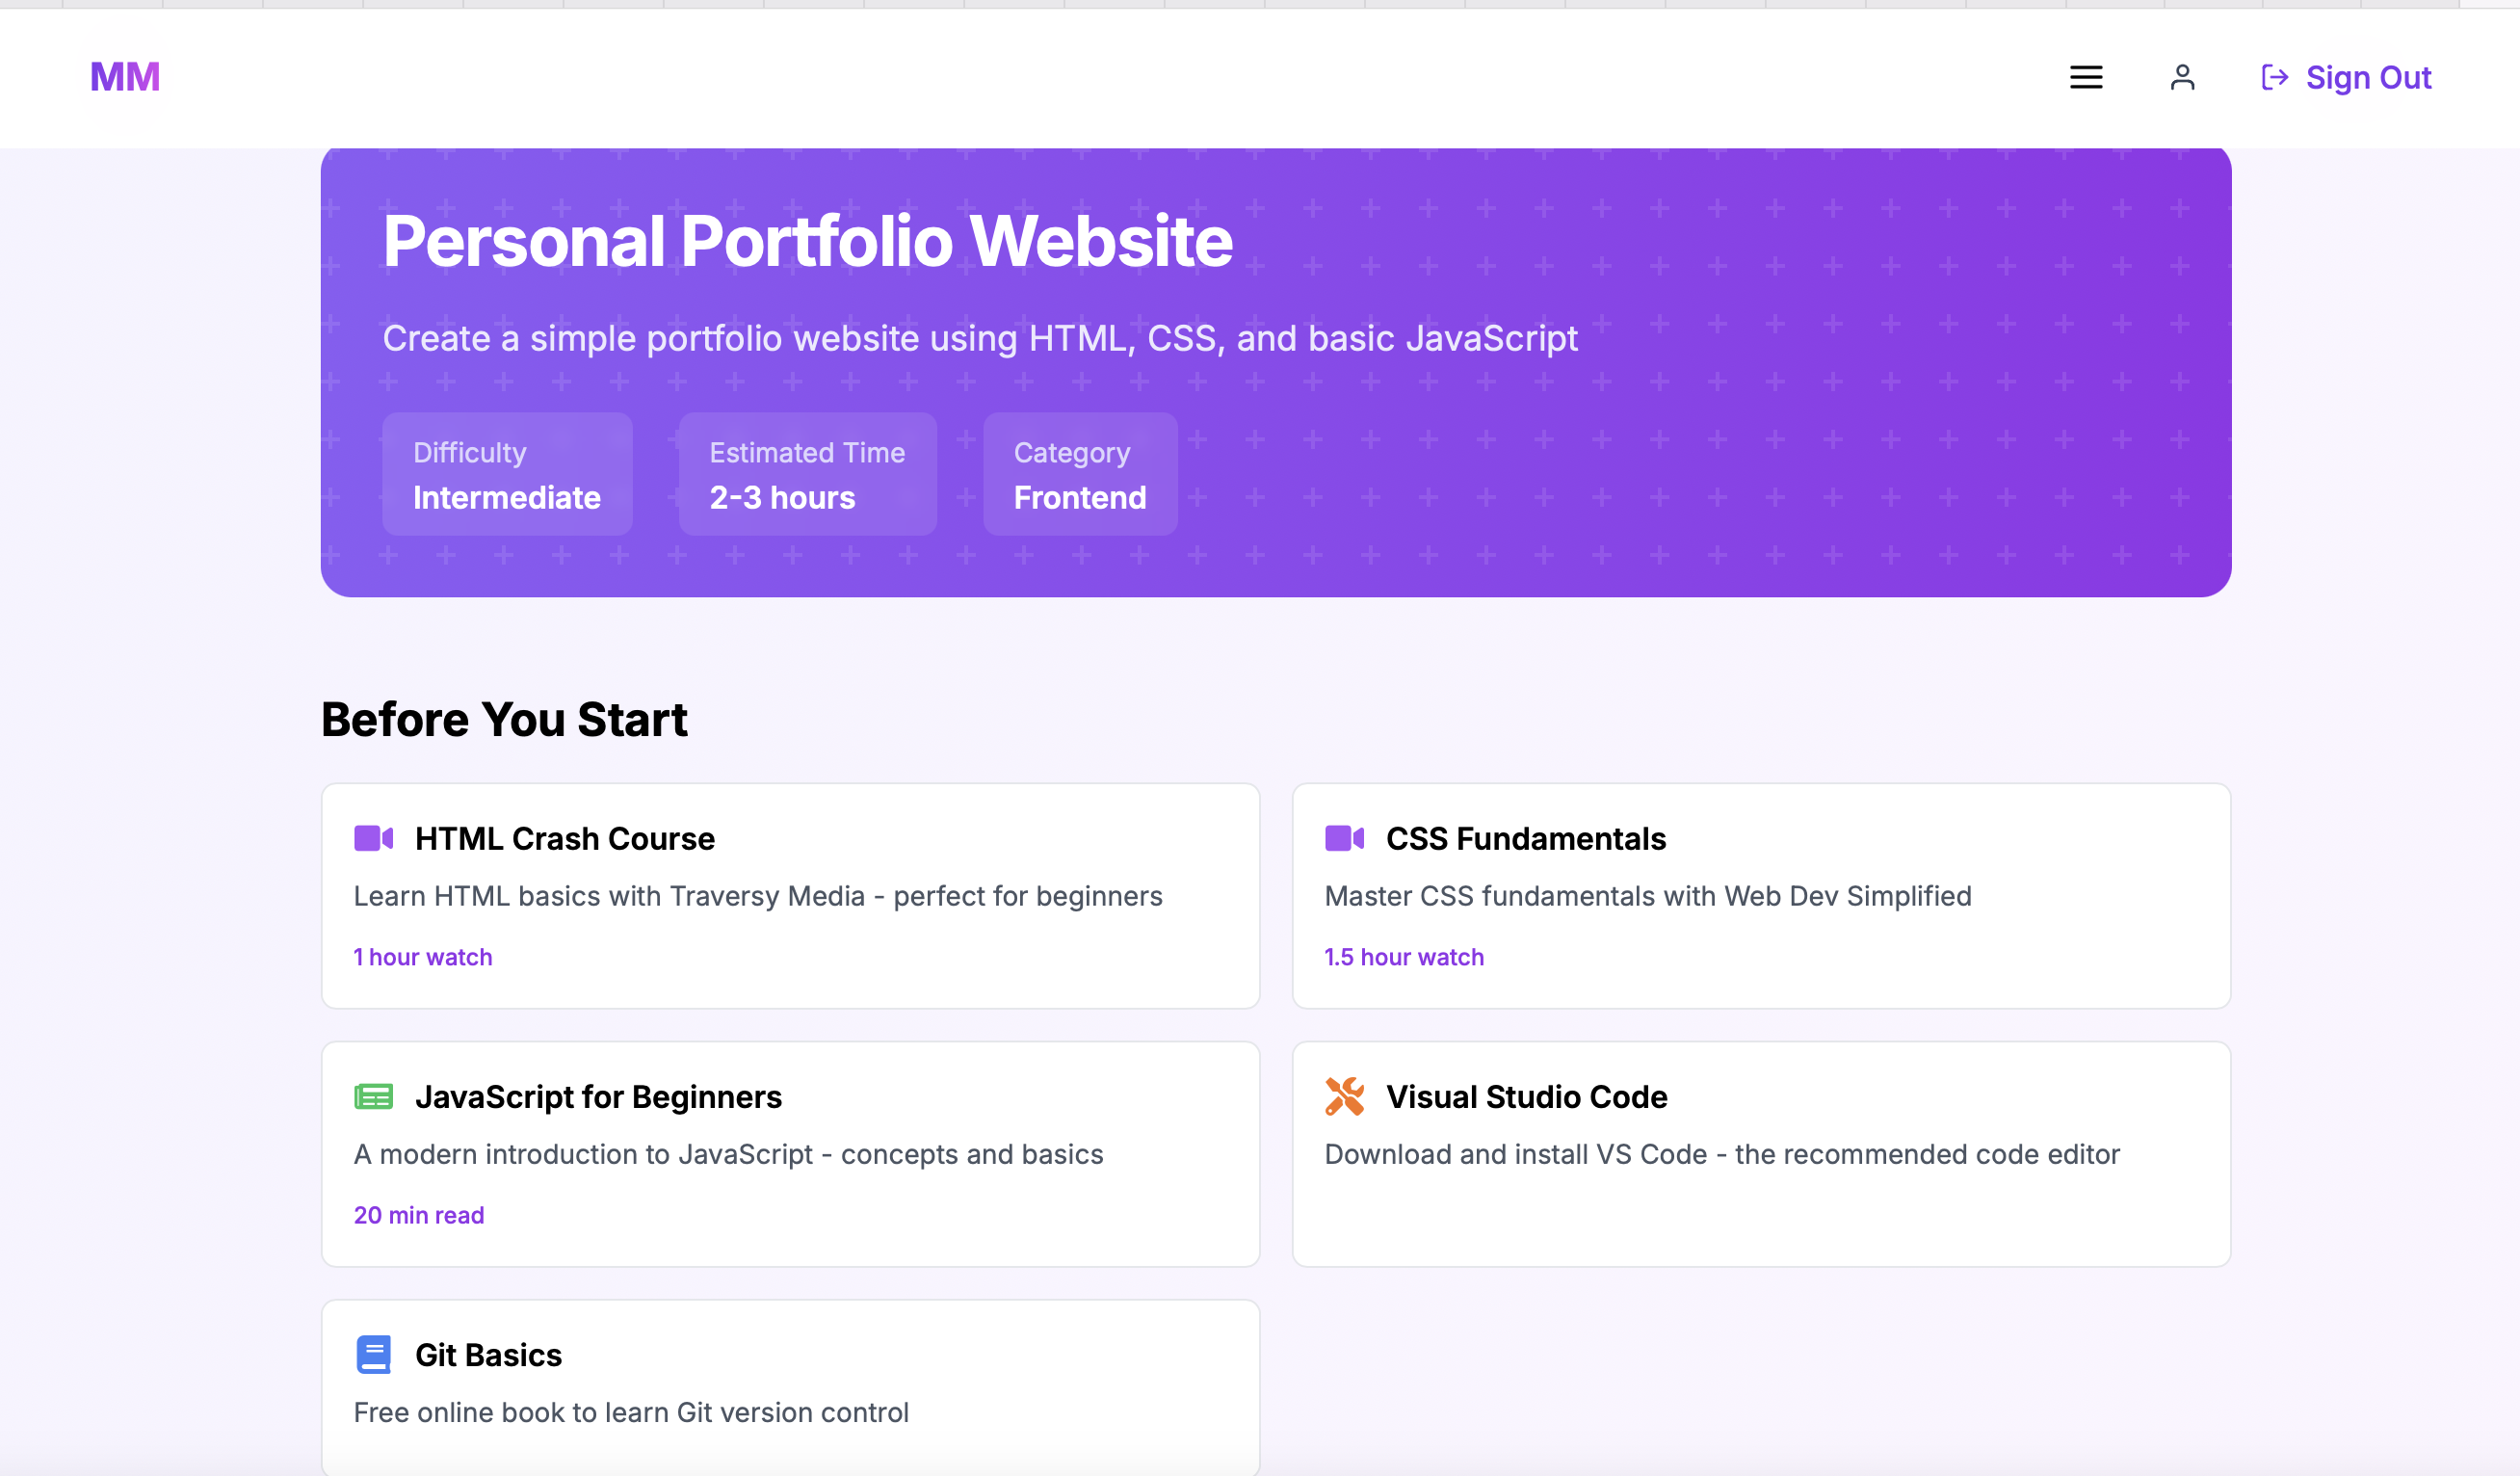 MM
Sign Out
Personal Portfolio Website
Create a simple portfolio website using HTML, CSS, and basic JavaScript
Difficulty
Intermediate
Estimated Time
2-3 hours
Category
Frontend
Before You Start
HTML Crash Course
Learn HTML basics with Traversy Media - perfect for beginners
1 hour watch
CSS Fundamentals
Master CSS fundamentals with Web Dev Simplified
1.5 hour watch
JavaScript for Beginners
A modern introduction to JavaScript - concepts and basics
20 min read
Visual Studio Code
Download and install VS Code - the recommended code editor
Git Basics
Free online book to learn Git version control